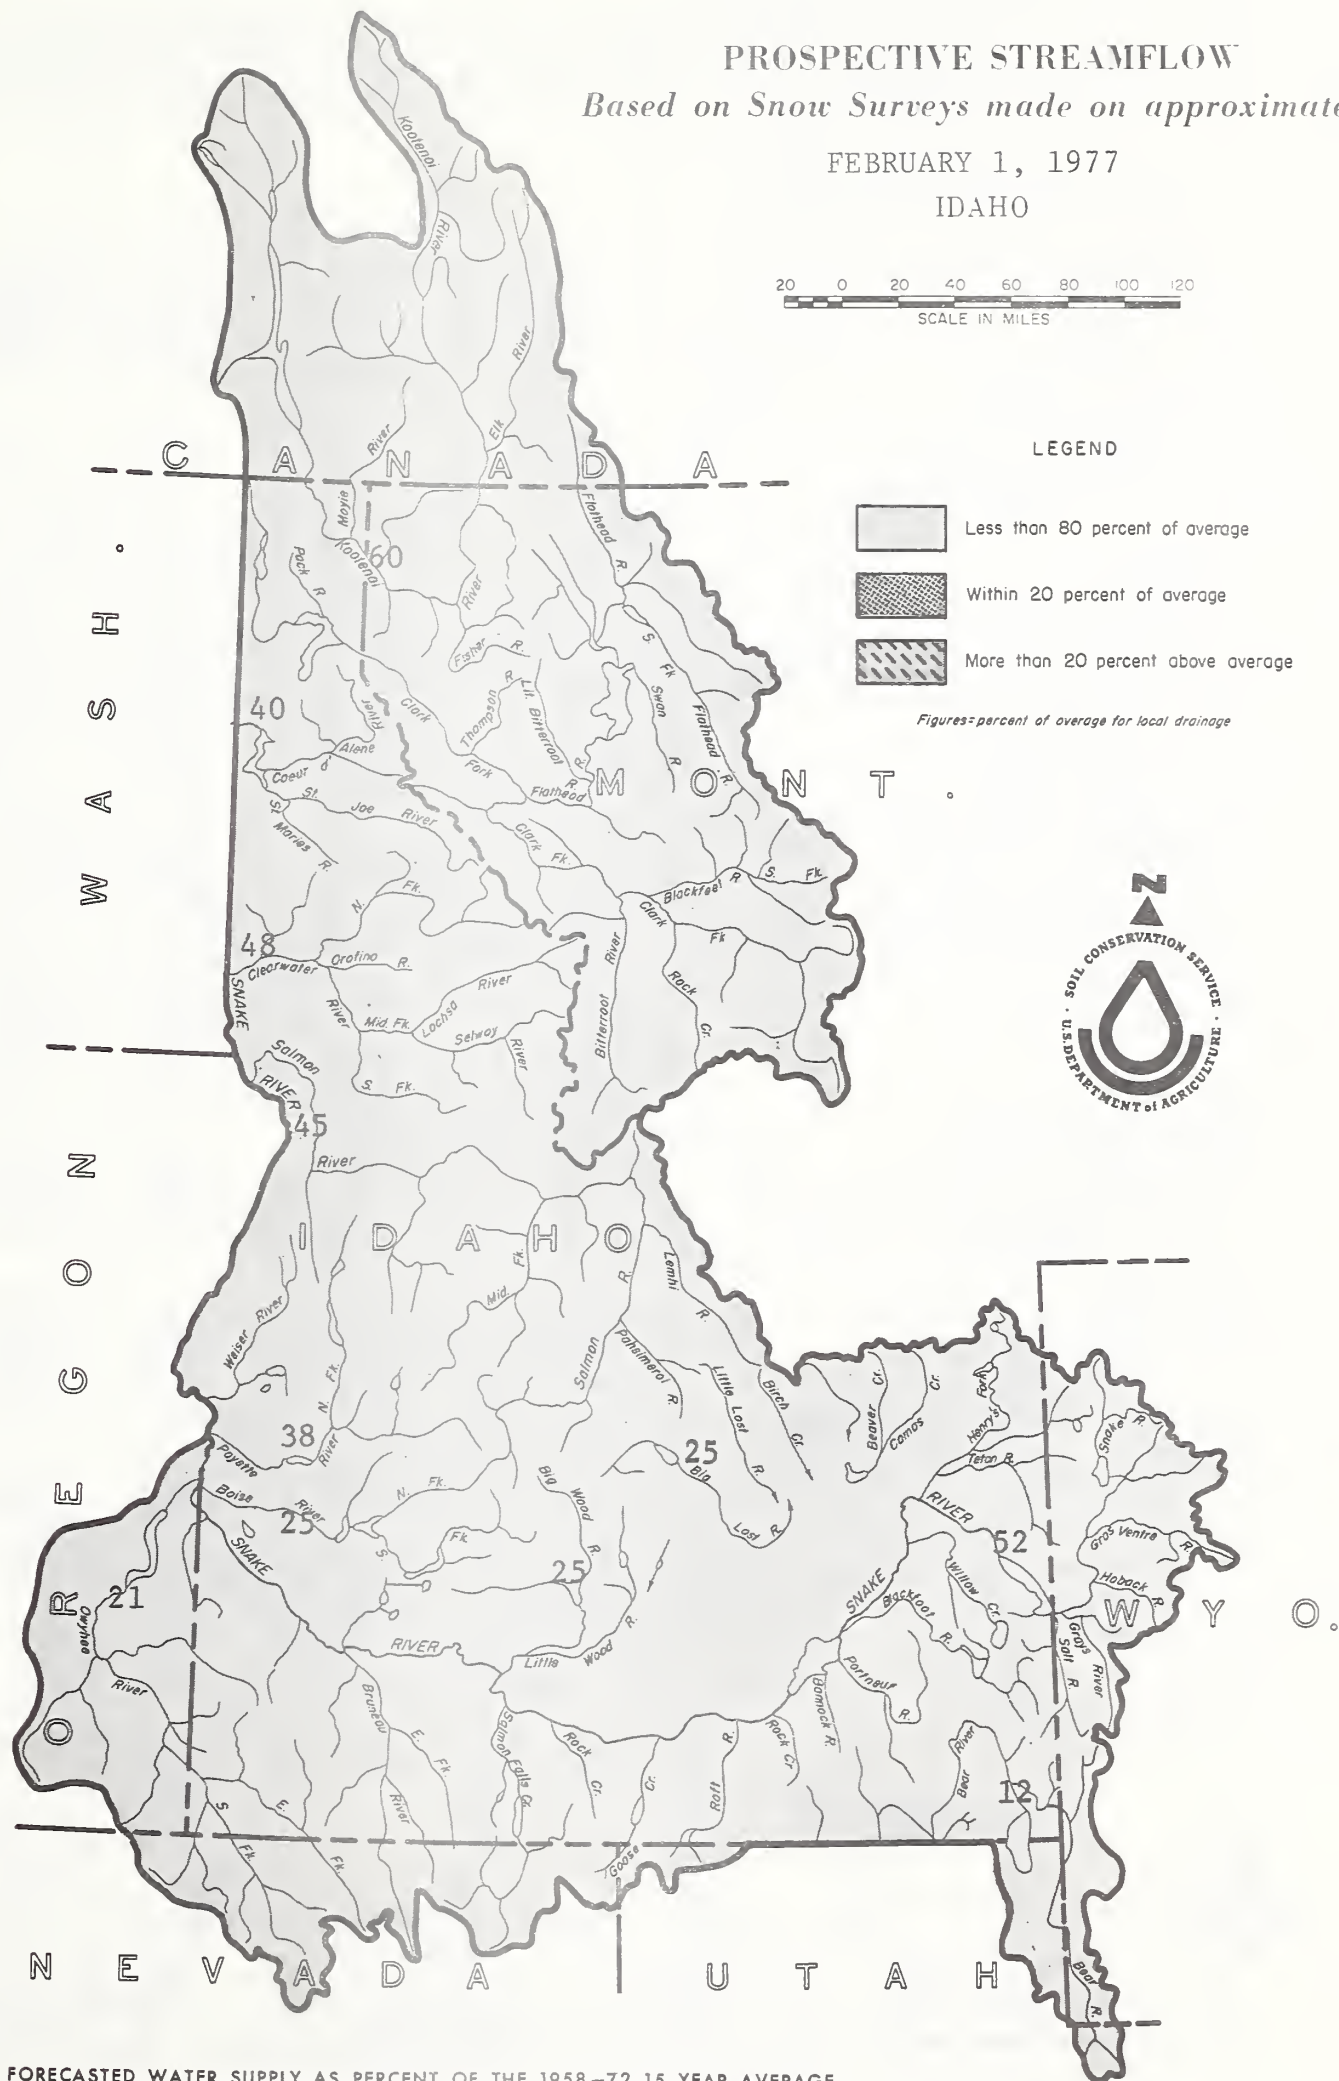 PROSPECTIVE STREAMFLOW
Based on Snow Surveys made on
FEBRUARY 1, 1977
IDAHO
20 0 20 40 60 80 100 120
SCALE IN MILES
LEGEND
Less than 80 percent of average
Within 20 percent of average
More than 20 percent above average
Figures=percent of average for local drainage
N
SOIL CONSERVATION SERVICE
U.S. DEPARTMENT of AGRICULTURE
CANADA
WASH.
MONT.
OREGON
IDAHO
WYO.
NEVADA
UTAH
Kootenai
River
Elk
River
Moyie
River
Kootenai
60
Pack R
River
Fisher R.
Flathead R.
S. Fk
Flathead R.
Swan R
Thompson R
Lit. Bitterroot R.
R.
Flathead
Clark
Fork
40
Coeur d'
Alene
River
St. Joe River
St Maries R.
Clark Fk.
Blackfeet R
S. Fk.
Clark
Fk
Rock Cr.
Bitterroot River
N. Fk.
48
Clearwater
Orofino R.
River
Mid. Fk.
Lochsa River
Selway
River
S. Fk.
SNAKE
RIVER
Salmon
45
River
Mid. Fk.
Salmon
R.
Lemhi R.
Pahsimeroi R.
Little Lost R.
Birch Cr.
Weiser River
N. Fk.
38
Payette
River
25
Big
Lost R.
Beaver Cr.
Camas Cr.
Henry's Fork
Teton R.
Snake R.
Gros Ventre R.
Hoback R.
RIVER
52
Willow Cr.
SNAKE
Blackfoot R.
Grays River
Salt R.
Boise
River
25
N. Fk.
S. Fk.
Big Wood R.
25
SNAKE
RIVER
Little Wood R.
21
Owyhee
River
S. Fk.
E. Fk.
Bruneau
River
E. Fk.
Salmon Falls Cr.
Rock Cr.
Goose
Cr.
Raft R.
Rock Cr
Bannock R.
Portneuf R.
Bear River
12
Bear R.
FORECASTED WATER SUPPLY AS PERCENT OF THE 1958-72 15 YEAR AVERAGE